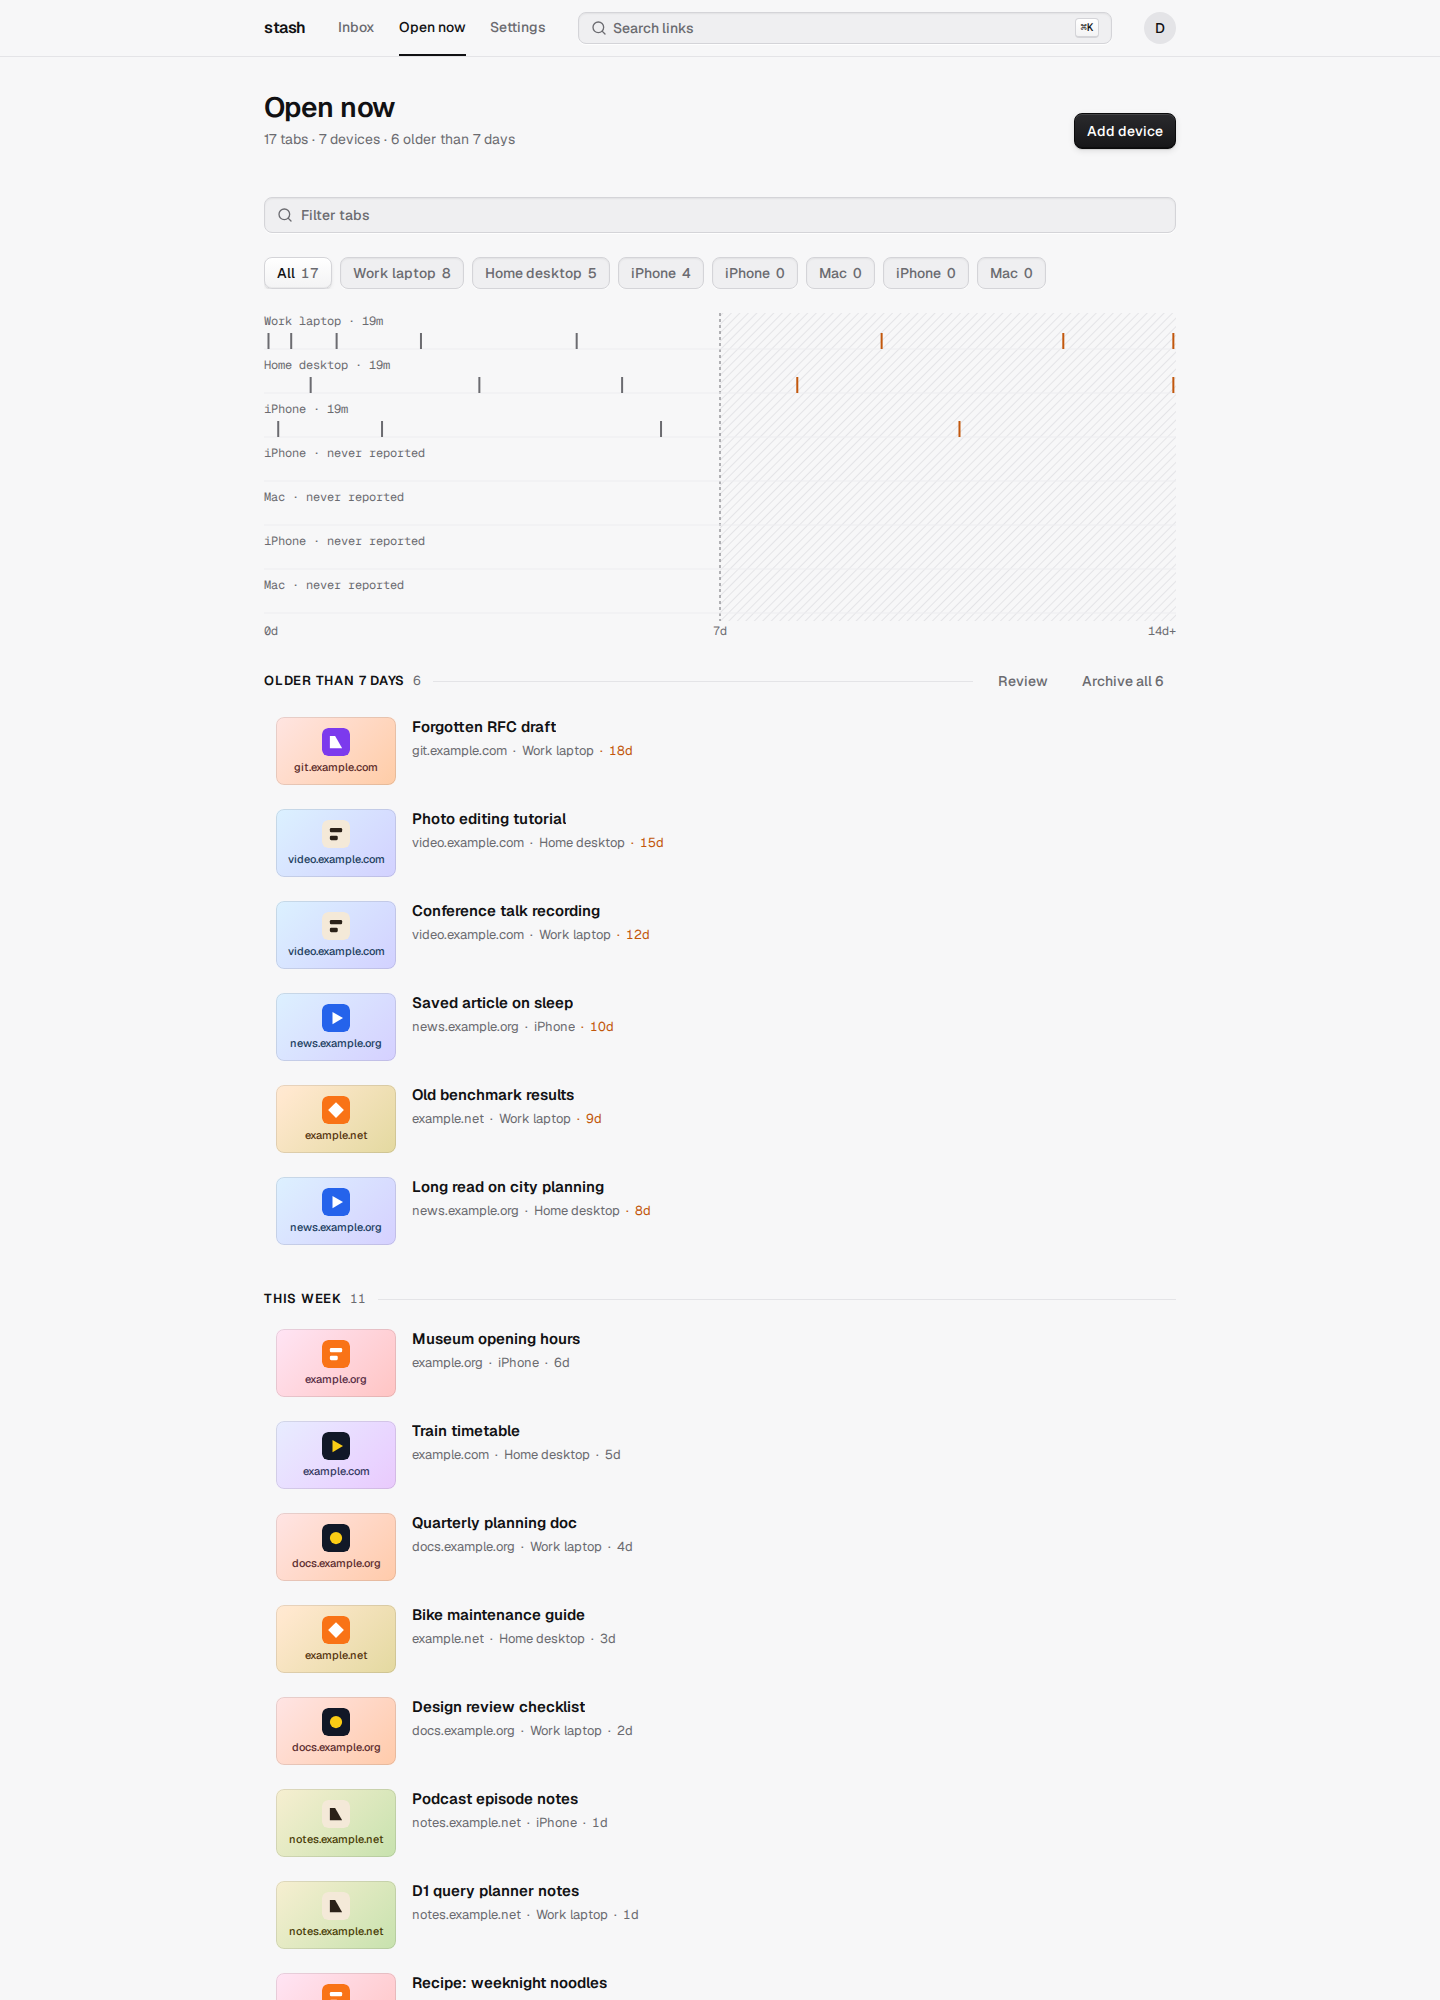 stash Inbox Open now Settings Search links ⌘K D
Open now
17 tabs · 7 devices · 6 older than 7 days
Add device
Filter tabs
All 17 Work laptop 8 Home desktop 5 iPhone 4 iPhone 0 Mac 0 iPhone 0 Mac 0
Work laptop · 19m
Home desktop · 19m
iPhone · 19m
iPhone · never reported
Mac · never reported
iPhone · never reported
Mac · never reported
0d 7d 14d+
OLDER THAN 7 DAYS 6 Review Archive all 6
Forgotten RFC draft
git.example.com · Work laptop · 18d
git.example.com
Photo editing tutorial
video.example.com · Home desktop · 15d
video.example.com
Conference talk recording
video.example.com · Work laptop · 12d
video.example.com
Saved article on sleep
news.example.org · iPhone · 10d
news.example.org
Old benchmark results
example.net · Work laptop · 9d
example.net
Long read on city planning
news.example.org · Home desktop · 8d
news.example.org
THIS WEEK 11
Museum opening hours
example.org · iPhone · 6d
example.org
Train timetable
example.com · Home desktop · 5d
example.com
Quarterly planning doc
docs.example.org · Work laptop · 4d
docs.example.org
Bike maintenance guide
example.net · Home desktop · 3d
example.net
Design review checklist
docs.example.org · Work laptop · 2d
docs.example.org
Podcast episode notes
notes.example.net · iPhone · 1d
notes.example.net
D1 query planner notes
notes.example.net · Work laptop · 1d
notes.example.net
Recipe: weeknight noodles